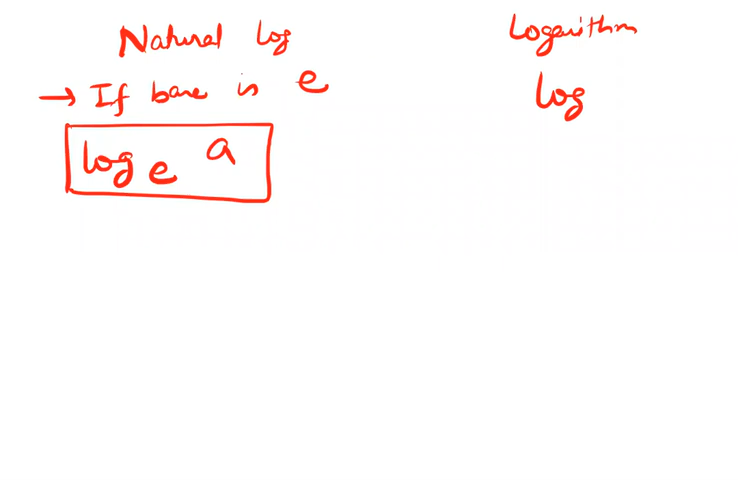 Natural log
→ If base is e
log e a
Logarithm
log